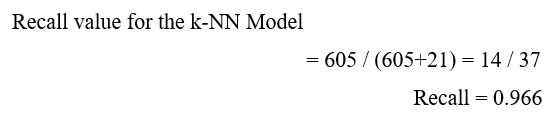 Recall value for the k-NN Model
= 605 / (605+21) = 14 / 37
Recall = 0.966